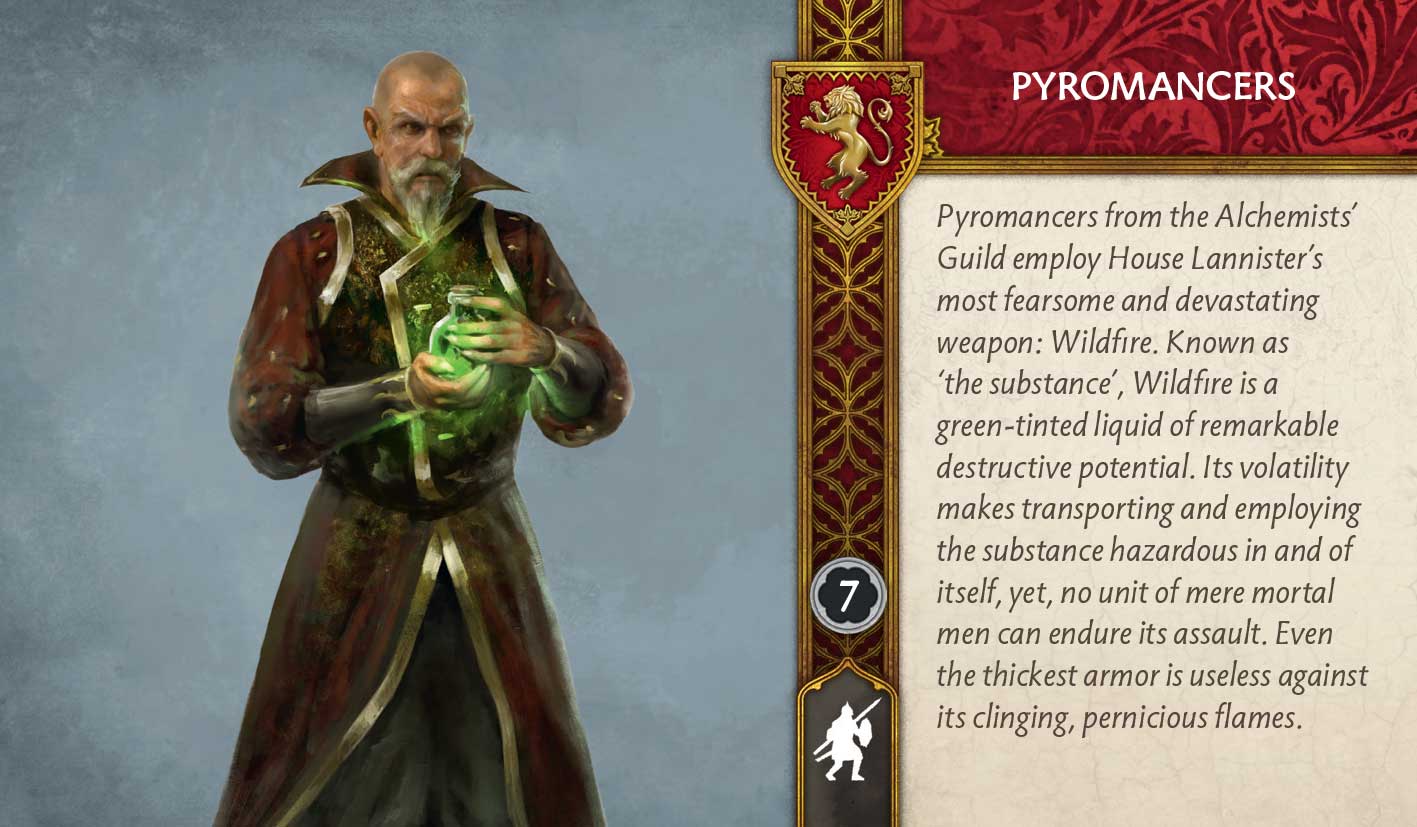 PYROMANCERS
Pyromancers from the Alchemists’
Guild employ House Lannister’s
most fearsome and devastating
weapon: Wildfire. Known as
‘the substance’, Wildfire is a
green-tinted liquid of remarkable
destructive potential. Its volatility
makes transporting and employing
the substance hazardous in and of
itself, yet, no unit of mere mortal
men can endure its assault. Even
the thickest armor is useless against
its clinging, pernicious flames.
7